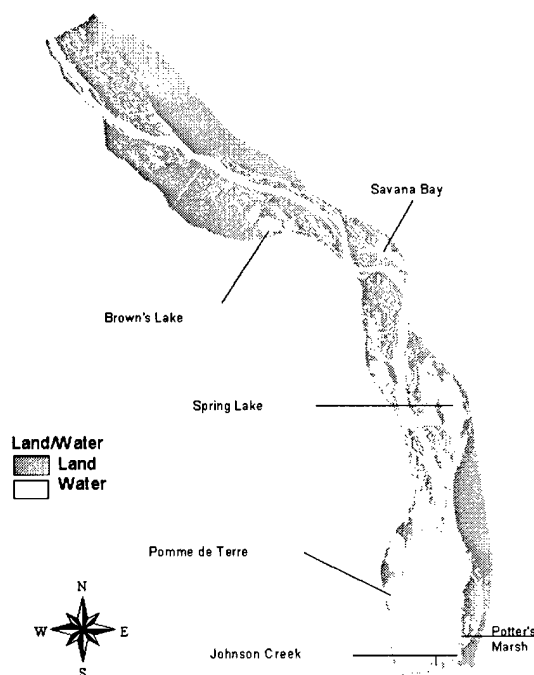 Savana Bay
Brown's Lake
Spring Lake
Land/Water
Land
Water
Pomme de Terre
N
W E
S
Potter's
Marsh
Johnson Creek